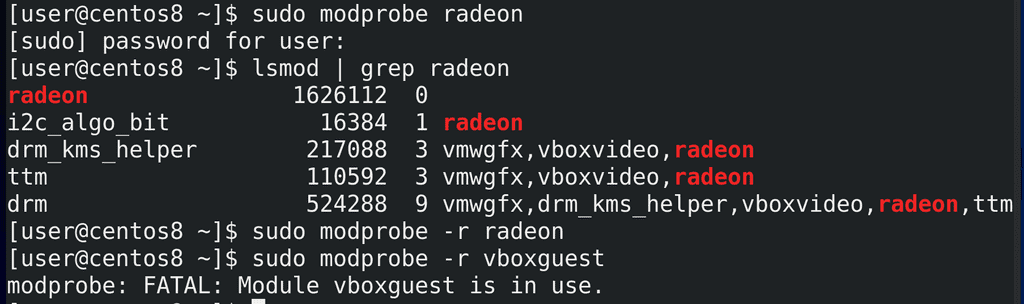 [user@centos8 ~]$ sudo modprobe radeon
[sudo] password for user:
[user@centos8 ~]$ lsmod | grep radeon
radeon              1626112  0
i2c_algo_bit          16384  1 radeon
drm_kms_helper       217088  3 vmwgfx,vboxvideo,radeon
ttm                  110592  3 vmwgfx,vboxvideo,radeon
drm                  524288  9 vmwgfx,drm_kms_helper,vboxvideo,radeon,ttm
[user@centos8 ~]$ sudo modprobe -r radeon
[user@centos8 ~]$ sudo modprobe -r vboxguest
modprobe: FATAL: Module vboxguest is in use.